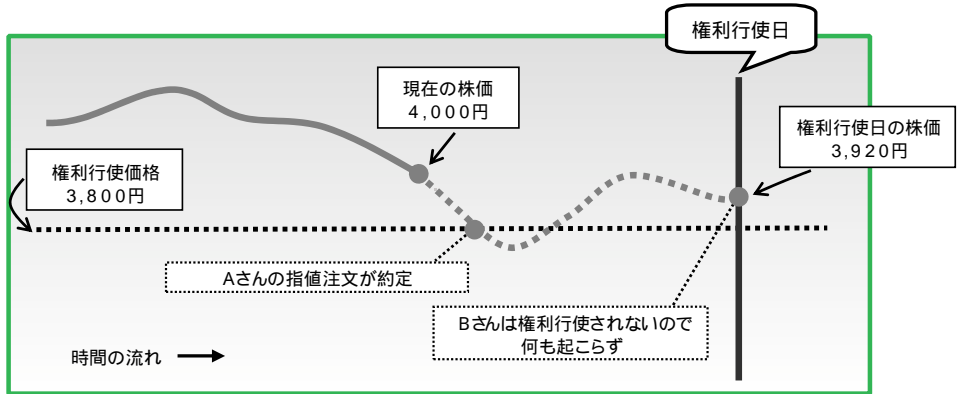 権利行使日
現在の株価
4,000円
権利行使日の株価
3,920円
権利行使価格
3,800円
Aさんの指値注文が約定
Bさんは権利行使されないので
何も起こらず
時間の流れ